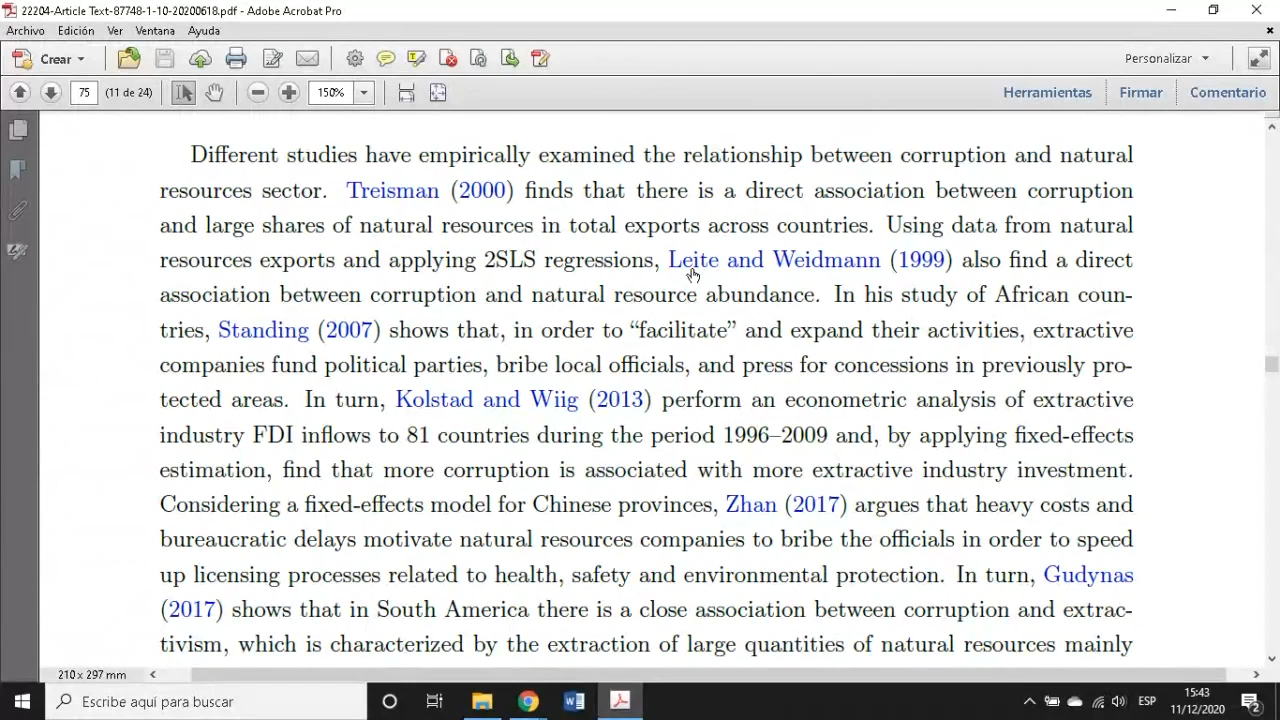 22204-Article Text-87748-1-10-20200618.pdf - Adobe Acrobat Pro
Archivo Edición Ver Ventana Ayuda
Crear
Personalizar
75 (11 de 24) 150% Herramientas Firmar Comentario
Different studies have empirically examined the relationship between corruption and natural
resources sector. Treisman (2000) finds that there is a direct association between corruption
and large shares of natural resources in total exports across countries. Using data from natural
resources exports and applying 2SLS regressions, Leite and Weidmann (1999) also find a direct
association between corruption and natural resource abundance. In his study of African coun-
tries, Standing (2007) shows that, in order to “facilitate” and expand their activities, extractive
companies fund political parties, bribe local officials, and press for concessions in previously pro-
tected areas. In turn, Kolstad and Wiig (2013) perform an econometric analysis of extractive
industry FDI inflows to 81 countries during the period 1996–2009 and, by applying fixed-effects
estimation, find that more corruption is associated with more extractive industry investment.
Considering a fixed-effects model for Chinese provinces, Zhan (2017) argues that heavy costs and
bureaucratic delays motivate natural resources companies to bribe the officials in order to speed
up licensing processes related to health, safety and environmental protection. In turn, Gudynas
(2017) shows that in South America there is a close association between corruption and extrac-
tivism, which is characterized by the extraction of large quantities of natural resources mainly
210 x 297 mm
Escribe aquí para buscar
ESP
15:43
11/12/2020
2